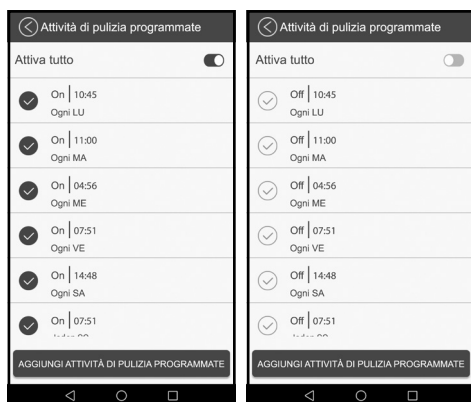 Attività di pulizia programmate
Attiva tutto
On | 10:45
Ogni LU
On | 11:00
Ogni MA
On | 04:56
Ogni ME
On | 07:51
Ogni VE
On | 14:48
Ogni SA
On | 07:51
AGGIUNGI ATTIVITÀ DI PULIZIA PROGRAMMATE
Attività di pulizia programmate
Attiva tutto
Off | 10:45
Ogni LU
Off | 11:00
Ogni MA
Off | 04:56
Ogni ME
Off | 07:51
Ogni VE
Off | 14:48
Ogni SA
Off | 07:51
AGGIUNGI ATTIVITÀ DI PULIZIA PROGRAMMATE